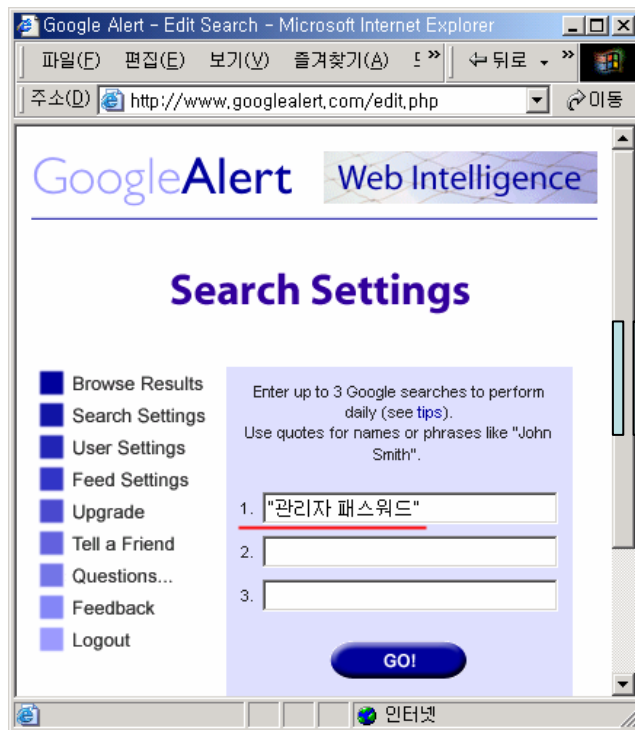 Google Alert - Edit Search - Microsoft Internet Explorer
파일(F) 편집(E) 보기(V) 즐겨찾기(A) » 뒤로 »
주소(D) http://www.googlealert.com/edit.php 이동
GoogleAlert Web Intelligence
Search Settings
Browse Results
Search Settings
User Settings
Feed Settings
Upgrade
Tell a Friend
Questions...
Feedback
Logout
Enter up to 3 Google searches to perform
daily (see tips).
Use quotes for names or phrases like "John
Smith".
1. "관리자 패스워드"
2.
3.
GO!
인터넷